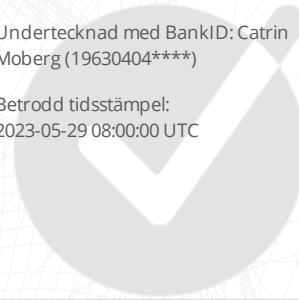 Undertecknad med BankID: Catrin
Moberg (19630404****)
Betrodd tidsstämpel:
2023-05-29 08:00:00 UTC